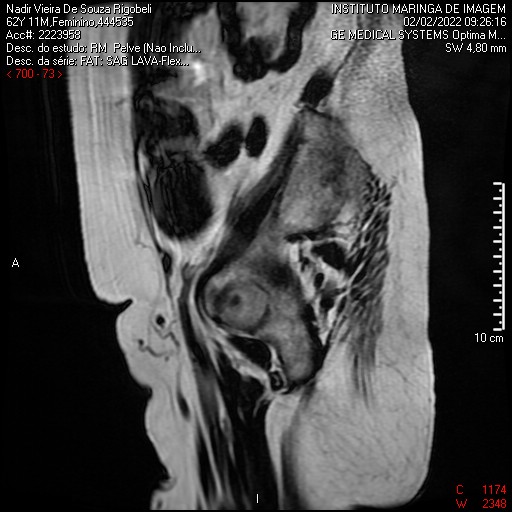 Nadir Vieira De Souza Rigobeli
62Y 11M,Feminino,444535
Acc#: 2223953
Desc. do estudo: RM Pelve (Nao Inclu...
Desc. da série: FAT: SAG LAVA-Flex...
< 700 - 73 >
INSTITUTO MARINGA DE IMAGEM
02/02/2022 09:26:16
GE MEDICAL SYSTEMS Optima M...
SW 4,80 mm
A
10 cm
I
C 1174
W 2348